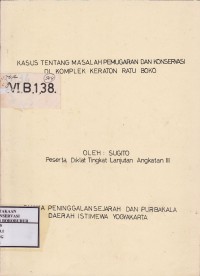 KASUS TENTANG MASALAH PEMUGARAN DAN KONSERVASI
DI KOMPLEK KERATON RATU BOKO
VI.B.138.
OLEH : SUGITO
Peserta Diklat Tingkat Lanjutan Angkatan III
PENINGGALAN SEJARAH DAN PURBAKALA
DAERAH ISTIMEWA YOGYAKARTA